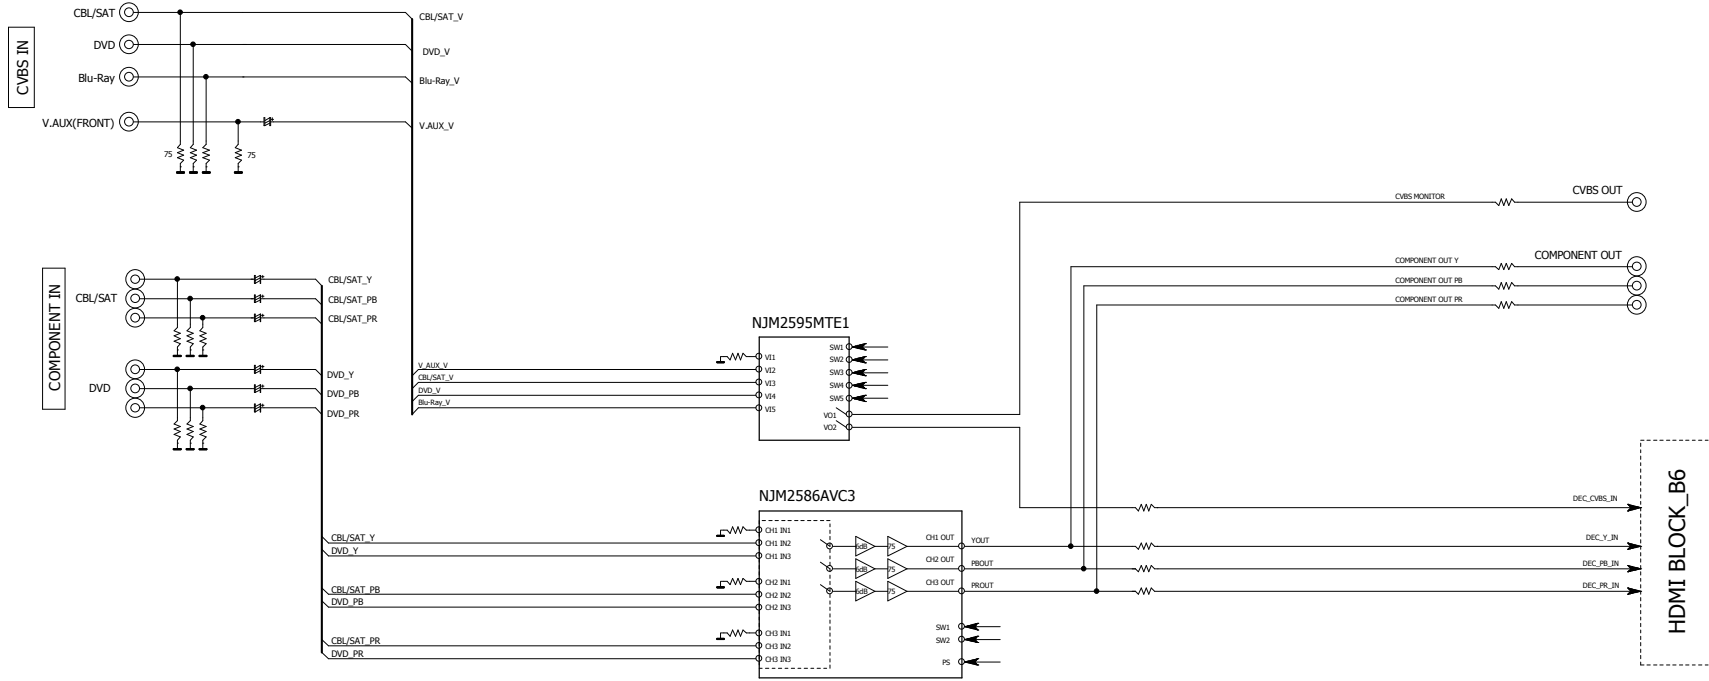 CVBS IN
CBL/SAT
CBL/SAT_V
DVD
DVD_V
Blu-Ray
Blu-Ray_V
V.AUX(FRONT)
V.AUX_V
75
75
CVBS MONITOR
CVBS OUT
COMPONENT OUT
COMPONENT OUT Y
COMPONENT OUT PB
COMPONENT OUT PR
COMPONENT IN
CBL/SAT
CBL/SAT_Y
CBL/SAT_PB
CBL/SAT_PR
DVD
DVD_Y
DVD_PB
DVD_PR
NJM2595MTE1
V_AUX_V
CBL/SAT_V
DVD_V
Blu-Ray_V
VI1
VI2
VI3
VI4
VI5
SW1
SW2
SW3
SW4
SW5
VO1
VO2
NJM2586AVC3
CBL/SAT_Y
DVD_Y
CBL/SAT_PB
DVD_PB
CBL/SAT_PR
DVD_PR
CH1 IN1
CH1 IN2
CH1 IN3
CH2 IN1
CH2 IN2
CH2 IN3
CH3 IN1
CH3 IN2
CH3 IN3
6dB
75
6dB
75
6dB
75
CH1 OUT
CH2 OUT
CH3 OUT
YOUT
PBOUT
PROUT
SW1
SW2
PS
DEC_CVBS_IN
DEC_Y_IN
DEC_PB_IN
DEC_PR_IN
HDMI BLOCK_B6